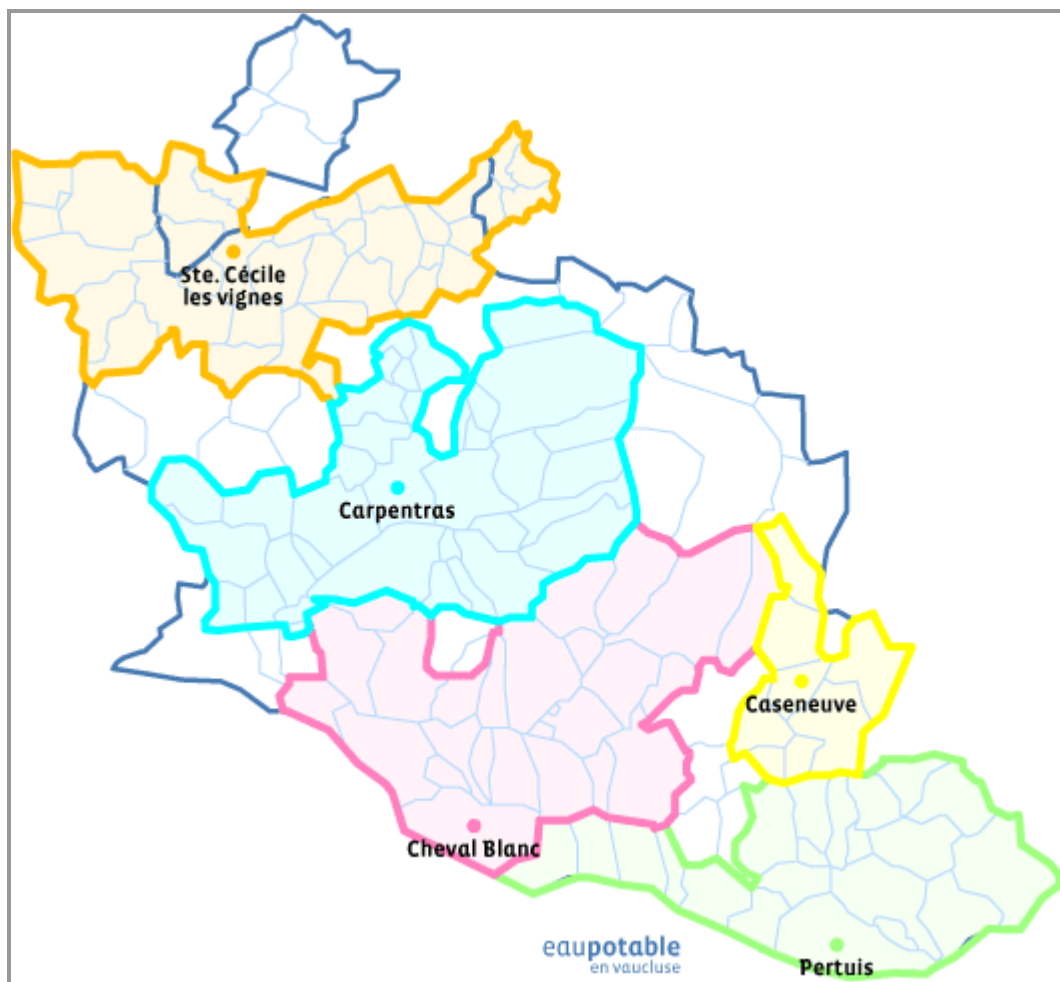 Ste. Cécile
les vignes
Carpentras
Caseneuve
Cheval Blanc
eaupotable
en vaucluse
Pertuis